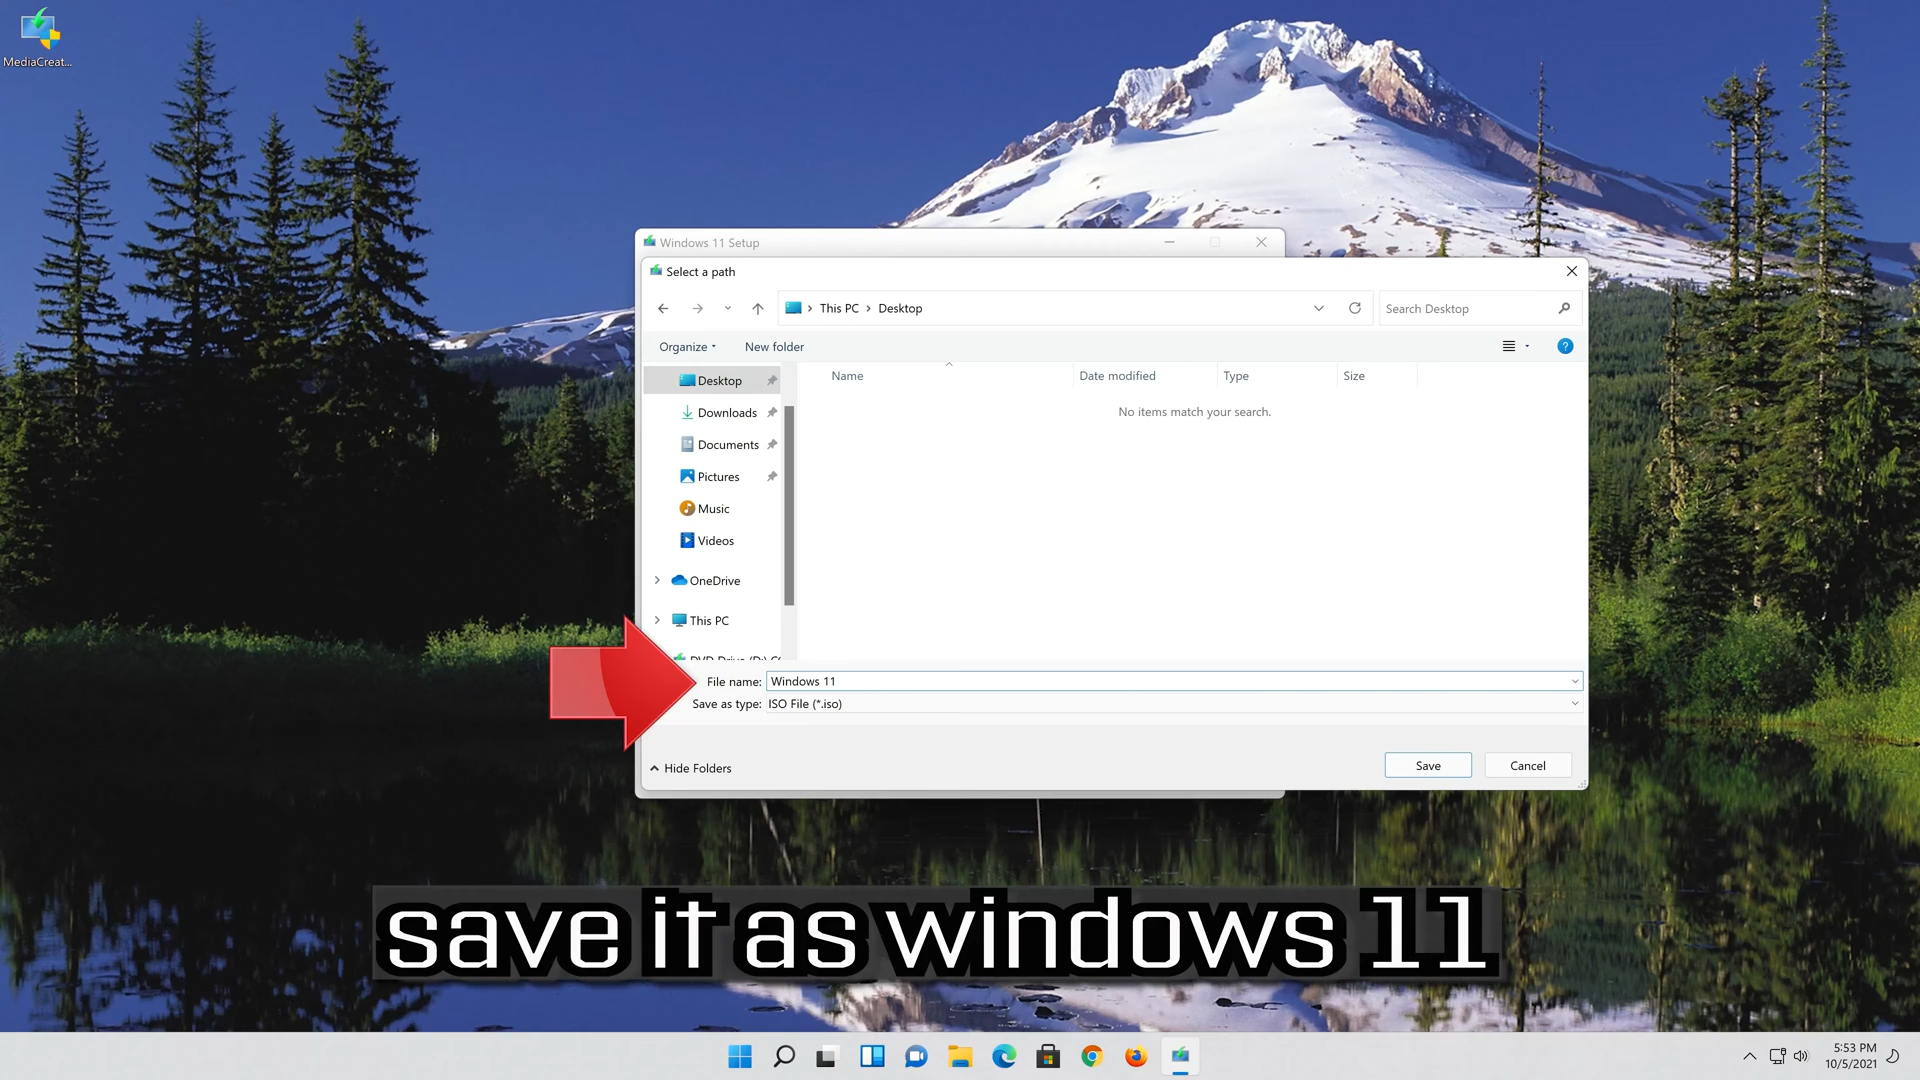 MediaCreat...
Windows 11 Setup
Select a path
This PC > Desktop
Search Desktop
Organize
New folder
?
Name
Date modified
Type
Size
No items match your search.
Desktop
Downloads
Documents
Pictures
Music
Videos
OneDrive
This PC
DVD Drive (D:)
File name: Windows 11
Save as type: ISO File (*.iso)
Hide Folders
Save
Cancel
save it as windows 11
5:53 PM
10/5/2021